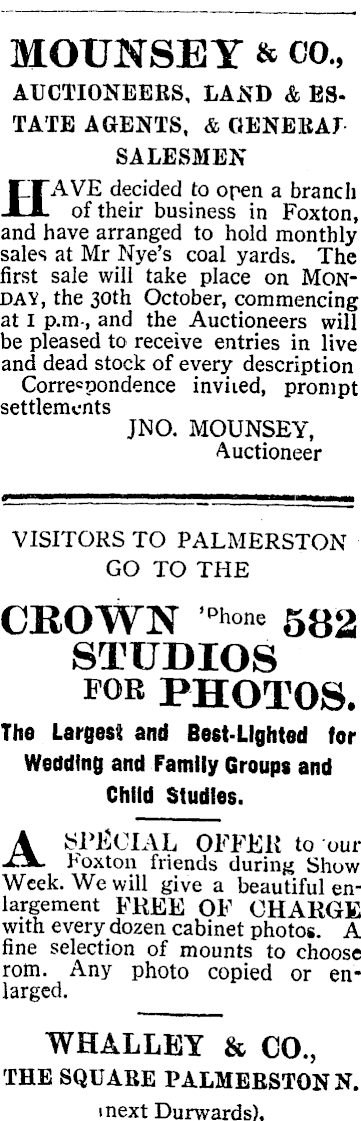 MOUNSEY & CO.,
AUCTIONEERS, LAND & ES-
TATE AGENTS, & GENERAL
SALESMEN
HAVE decided to open a branch
of their business in Foxton,
and have arranged to hold monthly
sales at Mr Nye's coal yards. The
first sale will take place on MON-
DAY, the 30th October, commencing
at 1 p.m., and the Auctioneers will
be pleased to receive entries in live
and dead stock of every description
Correspondence invited, prompt
settlements
JNO. MOUNSEY,
Auctioneer
VISITORS TO PALMERSTON
GO TO THE
CROWN 'Phone 582
STUDIOS
FOR PHOTOS.
The Largest and Best-Lighted for
Wedding and Family Groups and
Child Studies.
A SPECIAL OFFER to our
Foxton friends during Show
Week. We will give a beautiful en-
largement FREE OF CHARGE
with every dozen cabinet photos. A
fine selection of mounts to choose
rom. Any photo copied or en-
larged.
WHALLEY & CO.,
THE SQUARE PALMERSTON N.
(next Durwards).